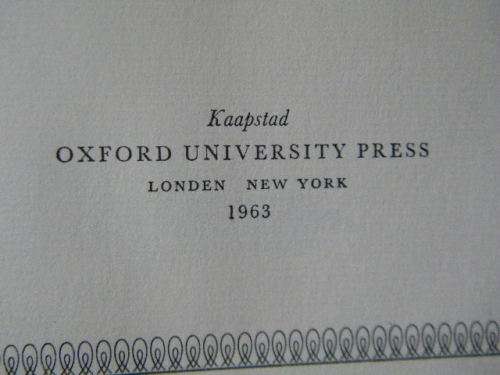 Kaapstad
OXFORD UNIVERSITY PRESS
LONDEN NEW YORK
1963